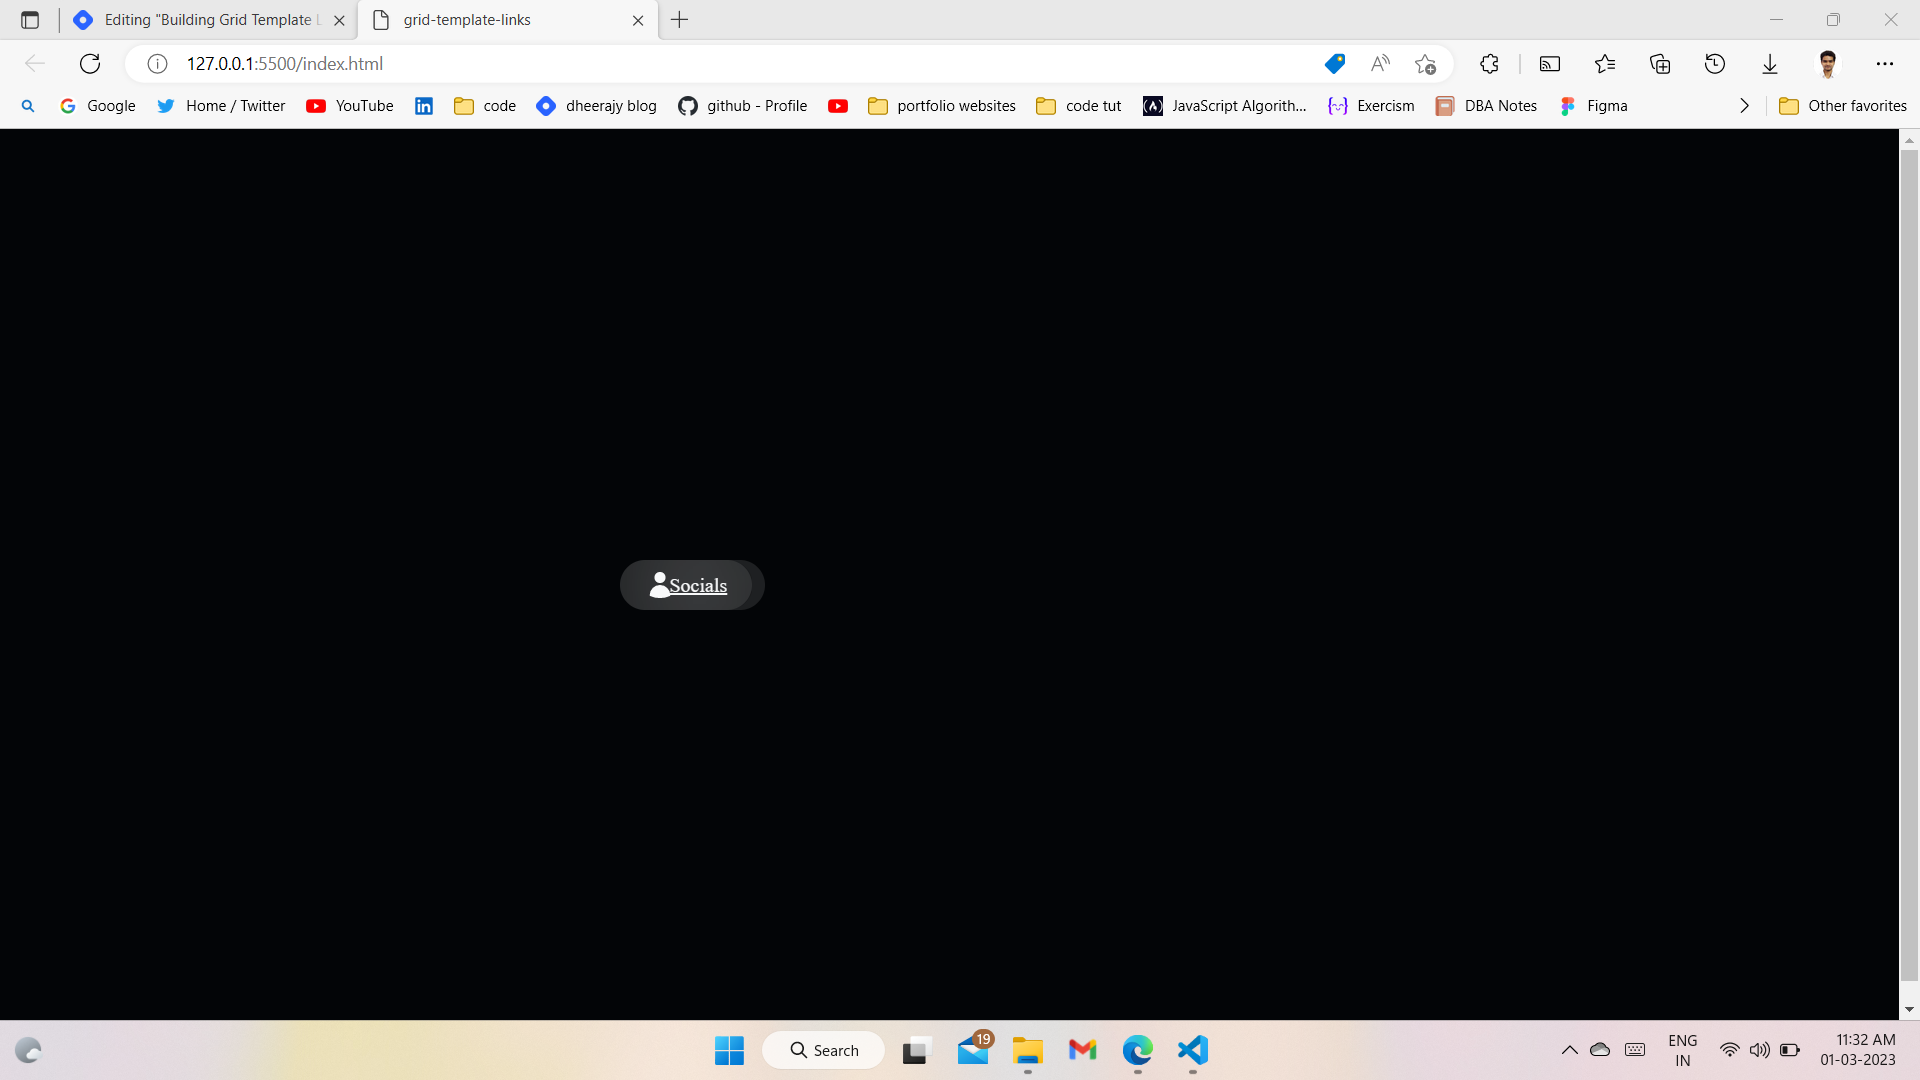 Editing "Building Grid Template L
grid-template-links
127.0.0.1:5500/index.html
Google
Home / Twitter
YouTube
code
dheerajy blog
github - Profile
portfolio websites
code tut
JavaScript Algorith...
Exercism
DBA Notes
Figma
Other favorites
Socials
Search
19
ENG
IN
11:32 AM
01-03-2023